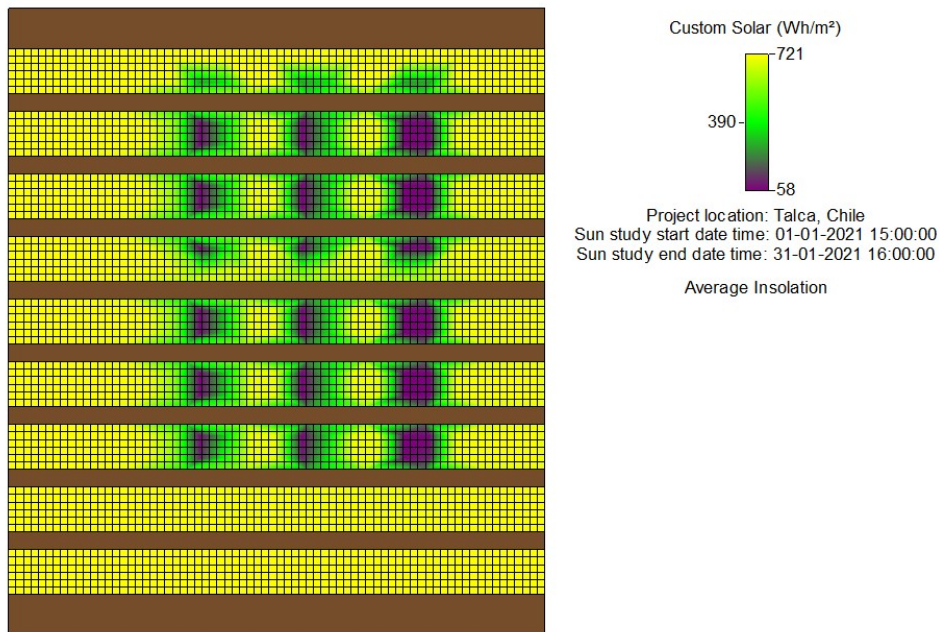 Custom Solar (Wh/m²)
721
390
58
Project location: Talca, Chile
Sun study start date time: 01-01-2021 15:00:00
Sun study end date time: 31-01-2021 16:00:00
Average Insolation